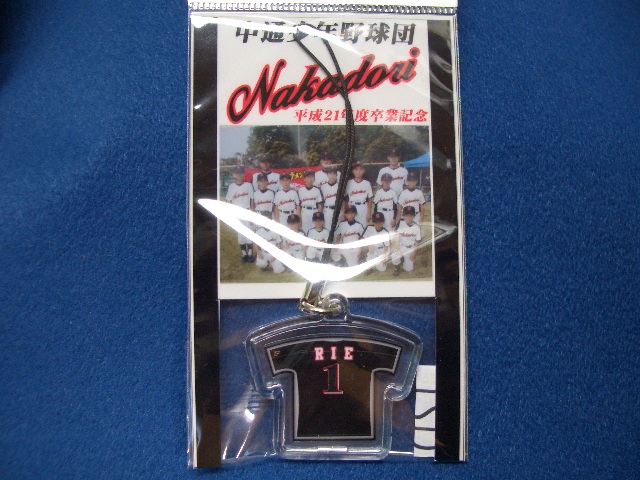 中通少年野球団
Nakadori
平成21年度卒業記念
RIE
1